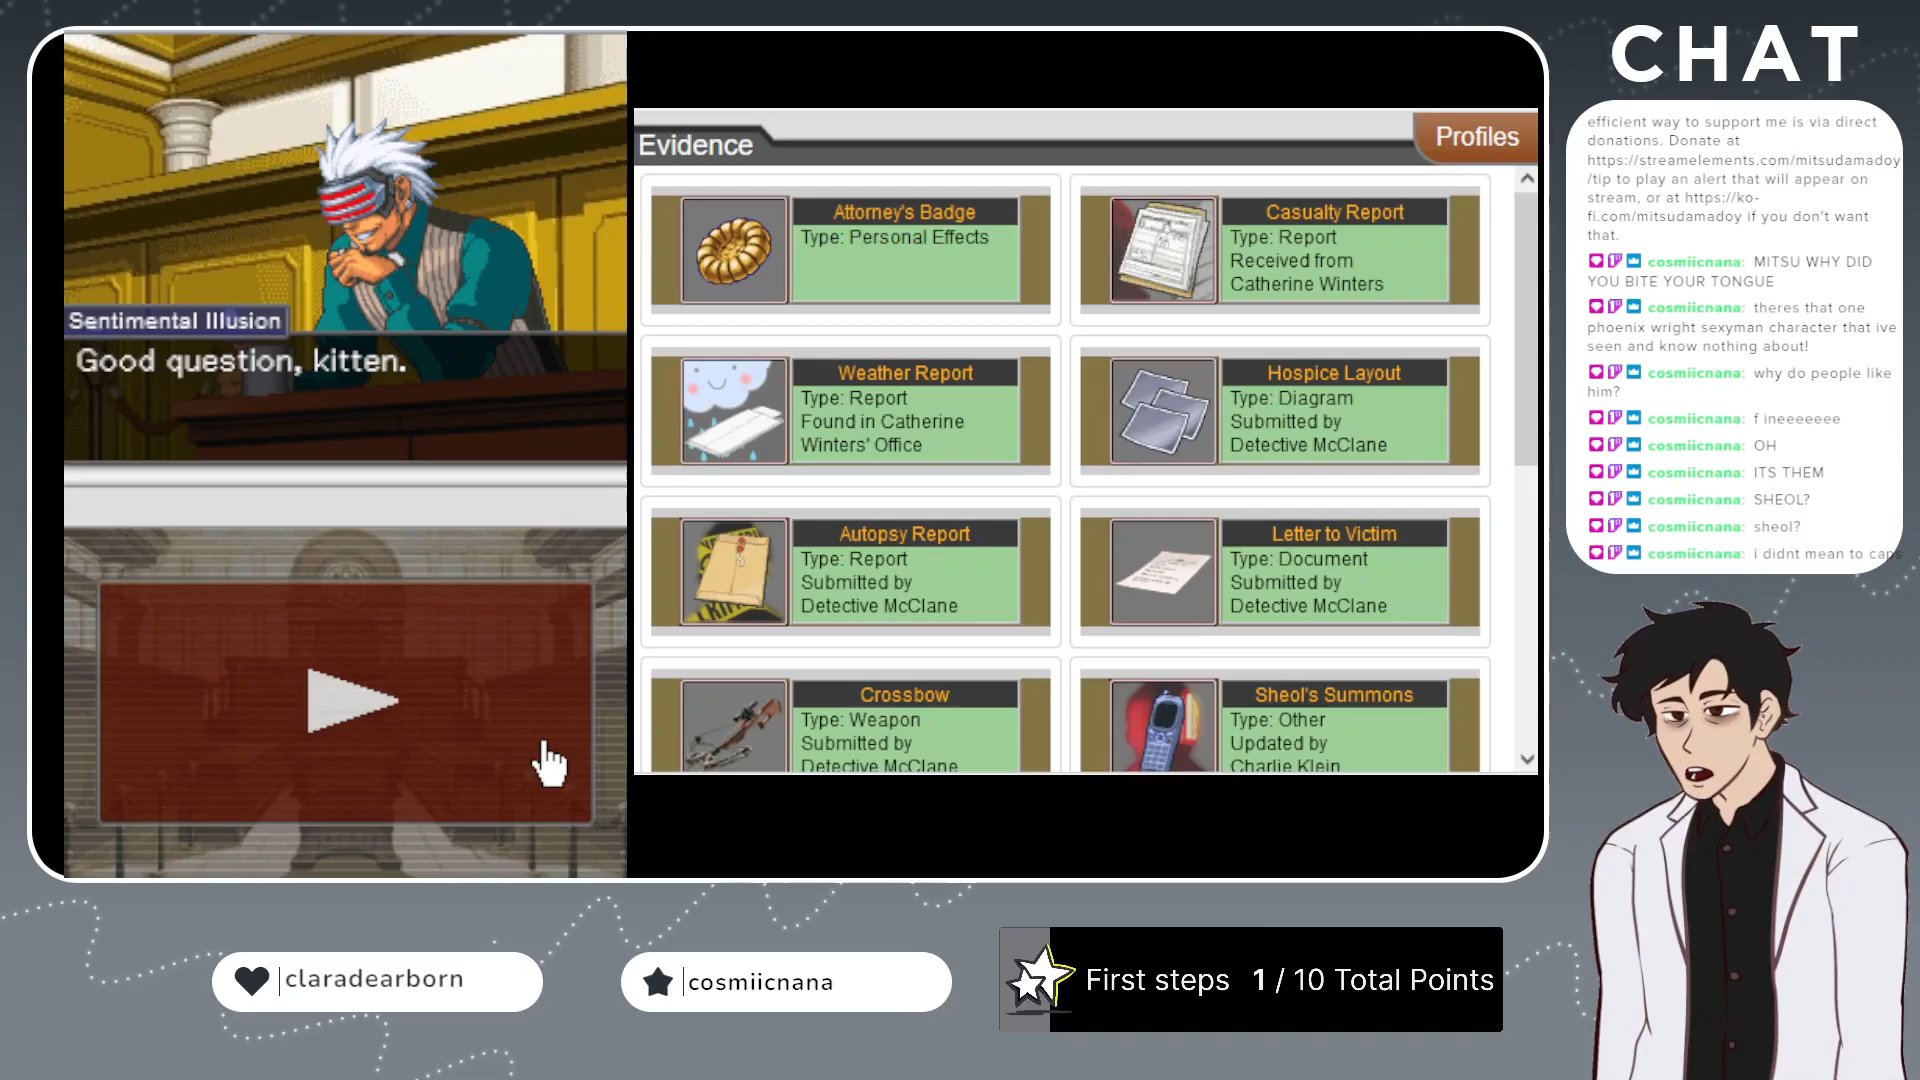 Sentimental Illusion
Good question, kitten.
Evidence
Profiles
Attorney's Badge
Type: Personal Effects
Casualty Report
Type: Report
Received from
Catherine Winters
Weather Report
Type: Report
Found in Catherine
Winters' Office
Hospice Layout
Type: Diagram
Submitted by
Detective McClane
Autopsy Report
Type: Report
Submitted by
Detective McClane
Letter to Victim
Type: Document
Submitted by
Detective McClane
Crossbow
Type: Weapon
Submitted by
Detective McClane
Sheol's Summons
Type: Other
Updated by
Charlie Klein
CHAT
efficient way to support me is via direct
donations. Donate at
https://streamelements.com/mitsudamadoy
/tip to play an alert that will appear on
stream, or at https://ko-
fi.com/mitsudamadoy if you don't want
that.
cosmiicnana: MITSU WHY DID
YOU BITE YOUR TONGUE
cosmiicnana: theres that one
phoenix wright sexyman character that ive
seen and know nothing about!
cosmiicnana: why do people like
him?
cosmiicnana: f ineeeeeee
cosmiicnana: OH
cosmiicnana: ITS THEM
cosmiicnana: SHEOL?
cosmiicnana: sheol?
cosmiicnana: i didnt mean to caps
claradearborn
cosmiicnana
First steps 1 / 10 Total Points